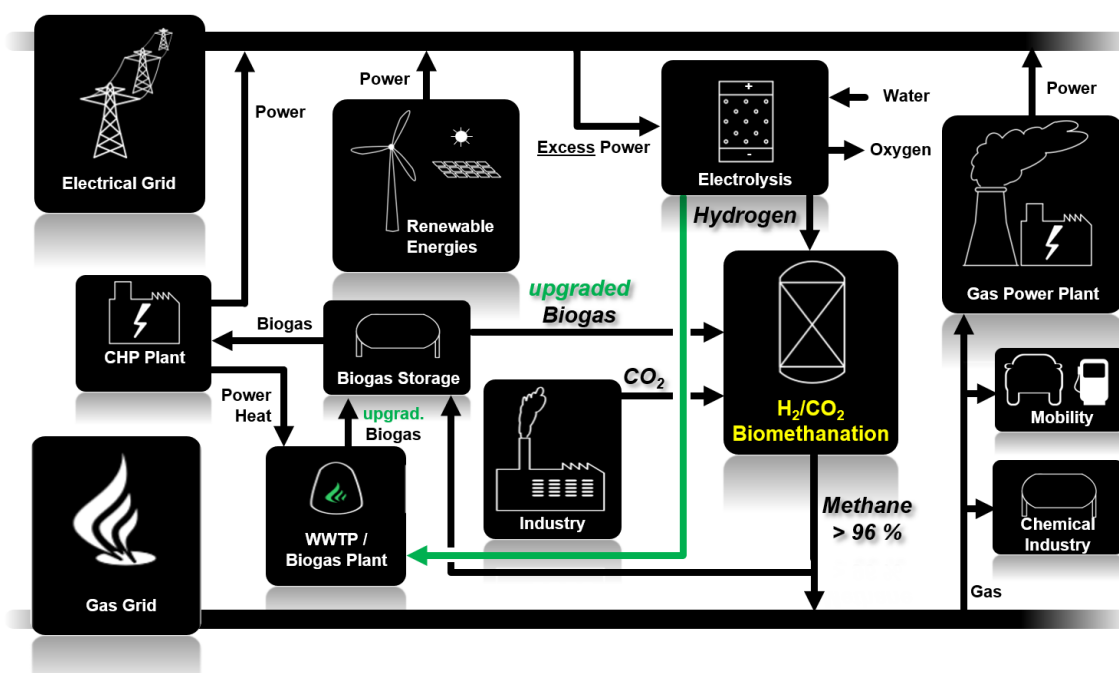 Power
Power
Power
Water
Oxygen
Excess Power
+
-
Electrolysis
Electrical Grid
Renewable
Energies
Hydrogen
Gas Power Plant
upgraded
Biogas
Biogas
CHP Plant
Biogas Storage
CO₂
Power
Heat
upgrad.
Biogas
H₂/CO₂
Biomethanation
Mobility
WWTP /
Biogas Plant
Industry
Methane
> 96 %
Chemical
Industry
Gas
Gas Grid